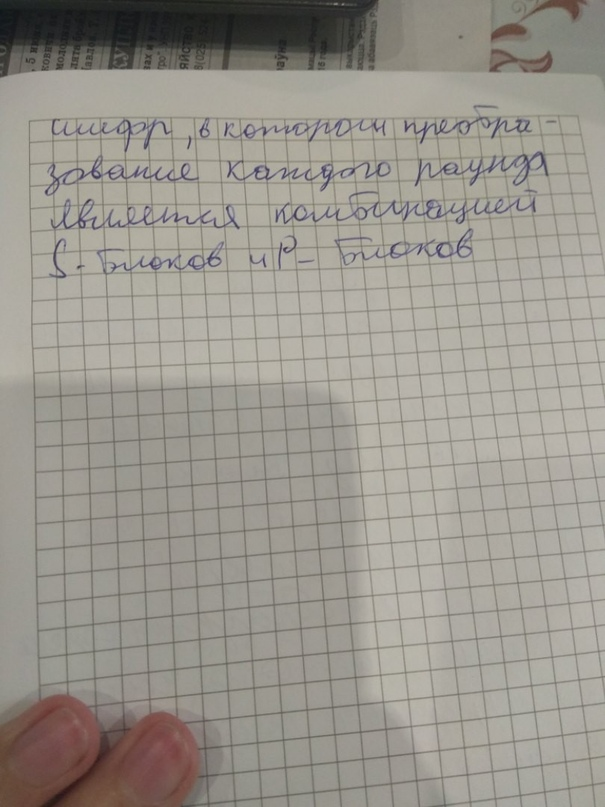 шифр, в котором преобра-
зование каждого раунда
является комбинацией
S-блоков и P-блоков